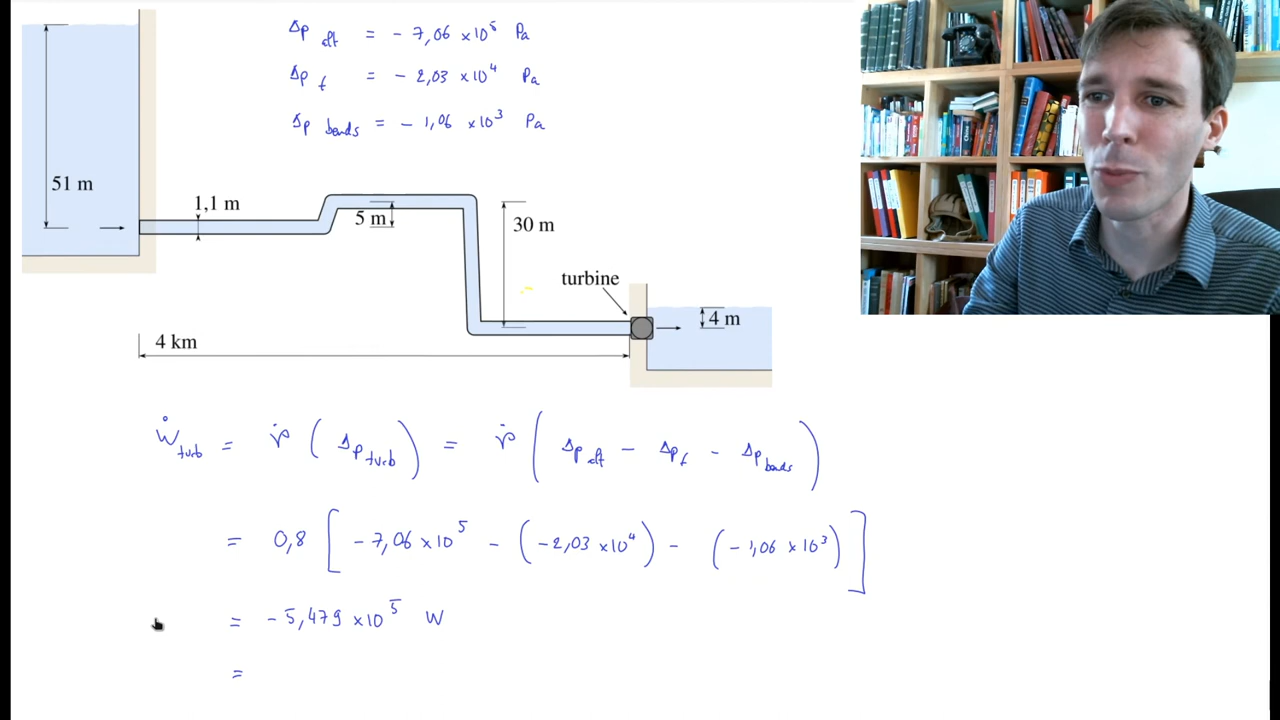 Δp alt = - 7,06 ×10⁵ Pa
Δp f = - 2,03 ×10⁴ Pa
Δp bends = - 1,06 ×10³ Pa
51 m
1,1 m
5 m
30 m
turbine
4 m
4 km
Ẇ turb = V̇ ( Δp turb ) = V̇ ( Δp alt - Δp f - Δp bends )
= 0,8 [ - 7,06 ×10⁵ - ( -2,03 ×10⁴ ) - ( - 1,06 ×10³ ) ]
= - 5,479 ×10⁵ W
=